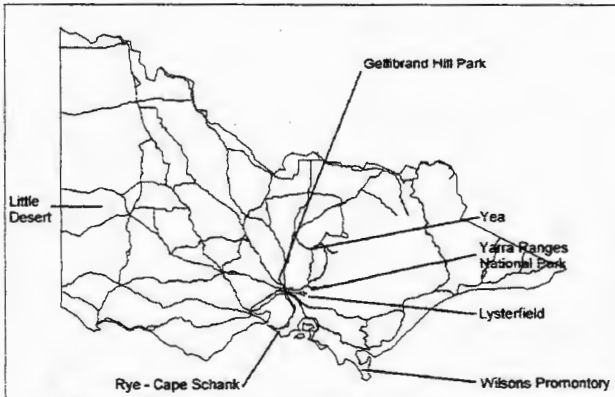 Gellibrand Hill Park
Little
Desert
Yea
Yarra Ranges
National Park
Lysterfield
Rye - Cape Schank
Wilsons Promontory